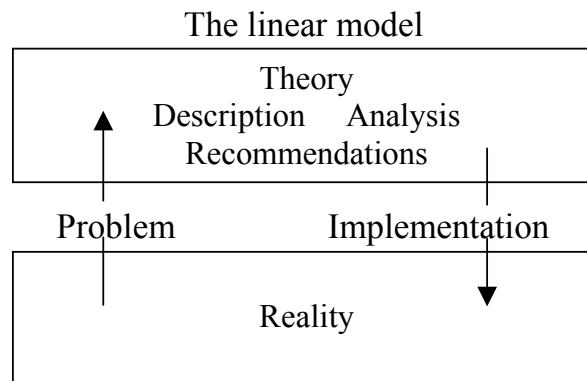 The linear model
Theory
Description Analysis
Recommendations
Problem Implementation
Reality